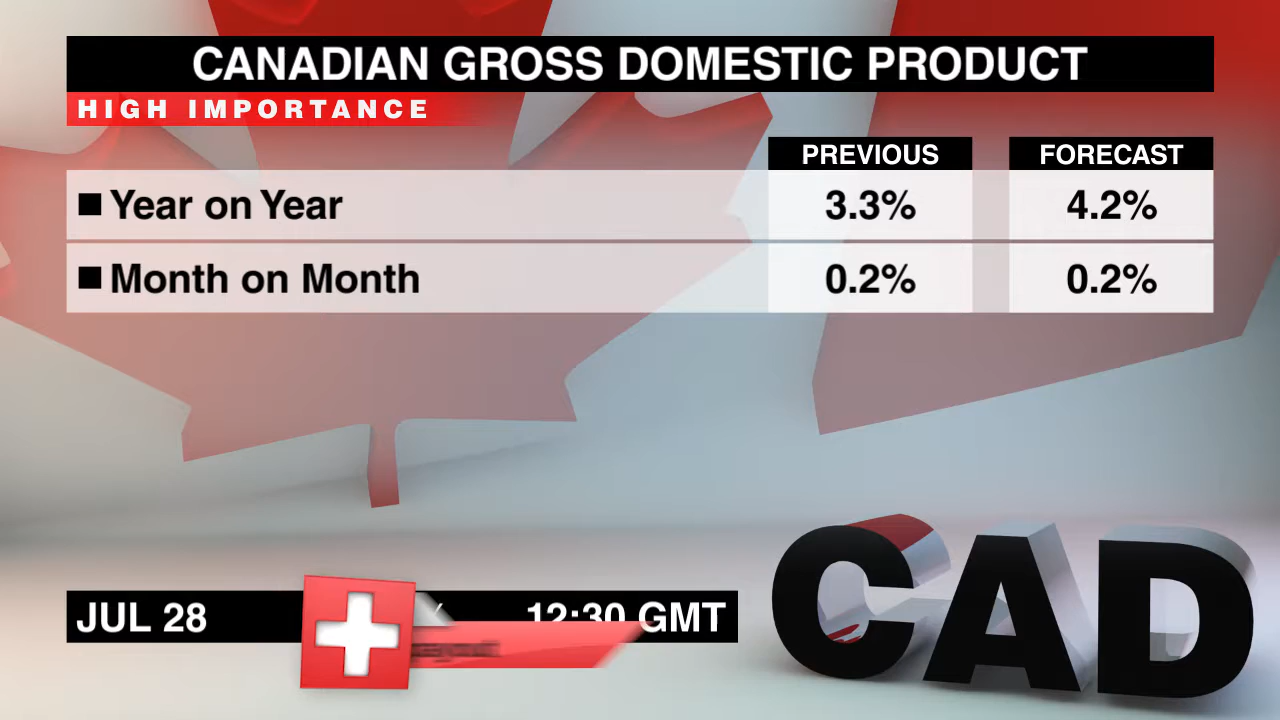 CANADIAN GROSS DOMESTIC PRODUCT
HIGH IMPORTANCE
PREVIOUS FORECAST
Year on Year 3.3% 4.2%
Month on Month 0.2% 0.2%
JUL 28 12:30 GMT
CAD